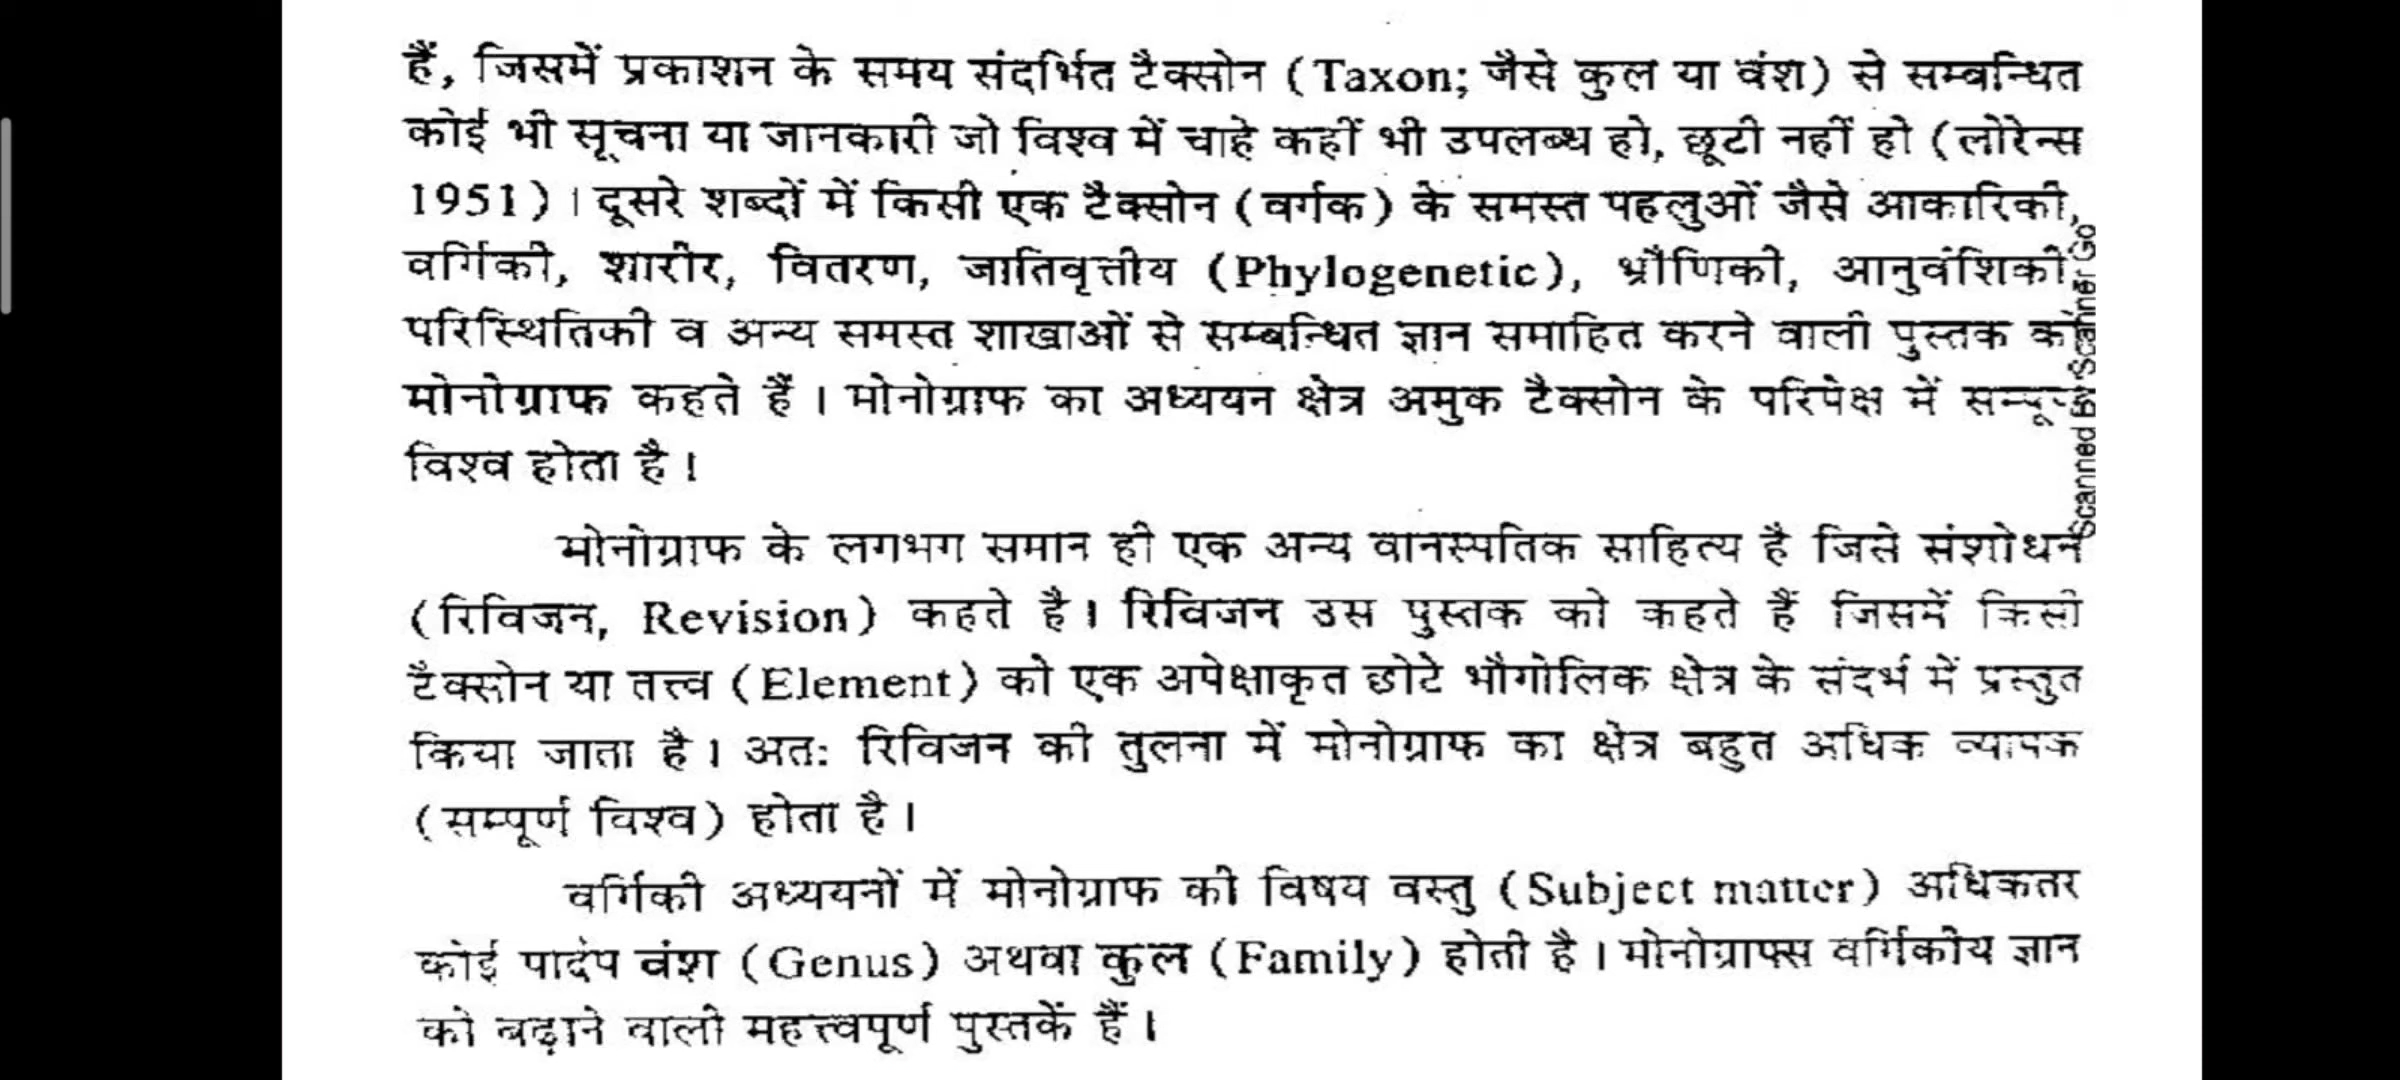 हैं, जिसमें प्रकाशन के समय संदर्भित टैक्सोन (Taxon; जैसे कुल या वंश) से सम्बन्धित
कोई भी सूचना या जानकारी जो विश्व में चाहे कहीं भी उपलब्ध हो, छूटी नहीं हो (लोरेन्स
1951)। दूसरे शब्दों में किसी एक टैक्सोन (वर्गक) के समस्त पहलुओं जैसे आकारिकी,
वर्गिकी, शारीर, वितरण, जातिवृत्तीय (Phylogenetic), भ्रौणिकी, आनुवंशिकी,
परिस्थितिकी व अन्य समस्त शाखाओं से सम्बन्धित ज्ञान समाहित करने वाली पुस्तक को
मोनोग्राफ कहते हैं। मोनोग्राफ का अध्ययन क्षेत्र अमुक टैक्सोन के परिपेक्ष में
विश्व होता है।
मोनोग्राफ के लगभग समान ही एक अन्य वानस्पतिक साहित्य है जिसे संशोधन
(रिविजन, Revision) कहते है। रिविजन उस पुस्तक को कहते हैं जिसमें किसी
टैक्सोन या तत्त्व (Element) को एक अपेक्षाकृत छोटे भौगोलिक क्षेत्र के संदर्भ में प्रस्तुत
किया जाता है। अतः रिविजन की तुलना में मोनोग्राफ का क्षेत्र बहुत अधिक व्यापक
(सम्पूर्ण विश्व) होता है।
वर्गिकी अध्ययनों में मोनोग्राफ की विषय वस्तु (Subject matter) अधिकतर
कोई पादप वंश (Genus) अथवा कुल (Family) होती है। मोनोग्राफ्स वर्गिकीय ज्ञान
को बढ़ाने वाली महत्त्वपूर्ण पुस्तकें हैं।
Scanned by Scanner Go